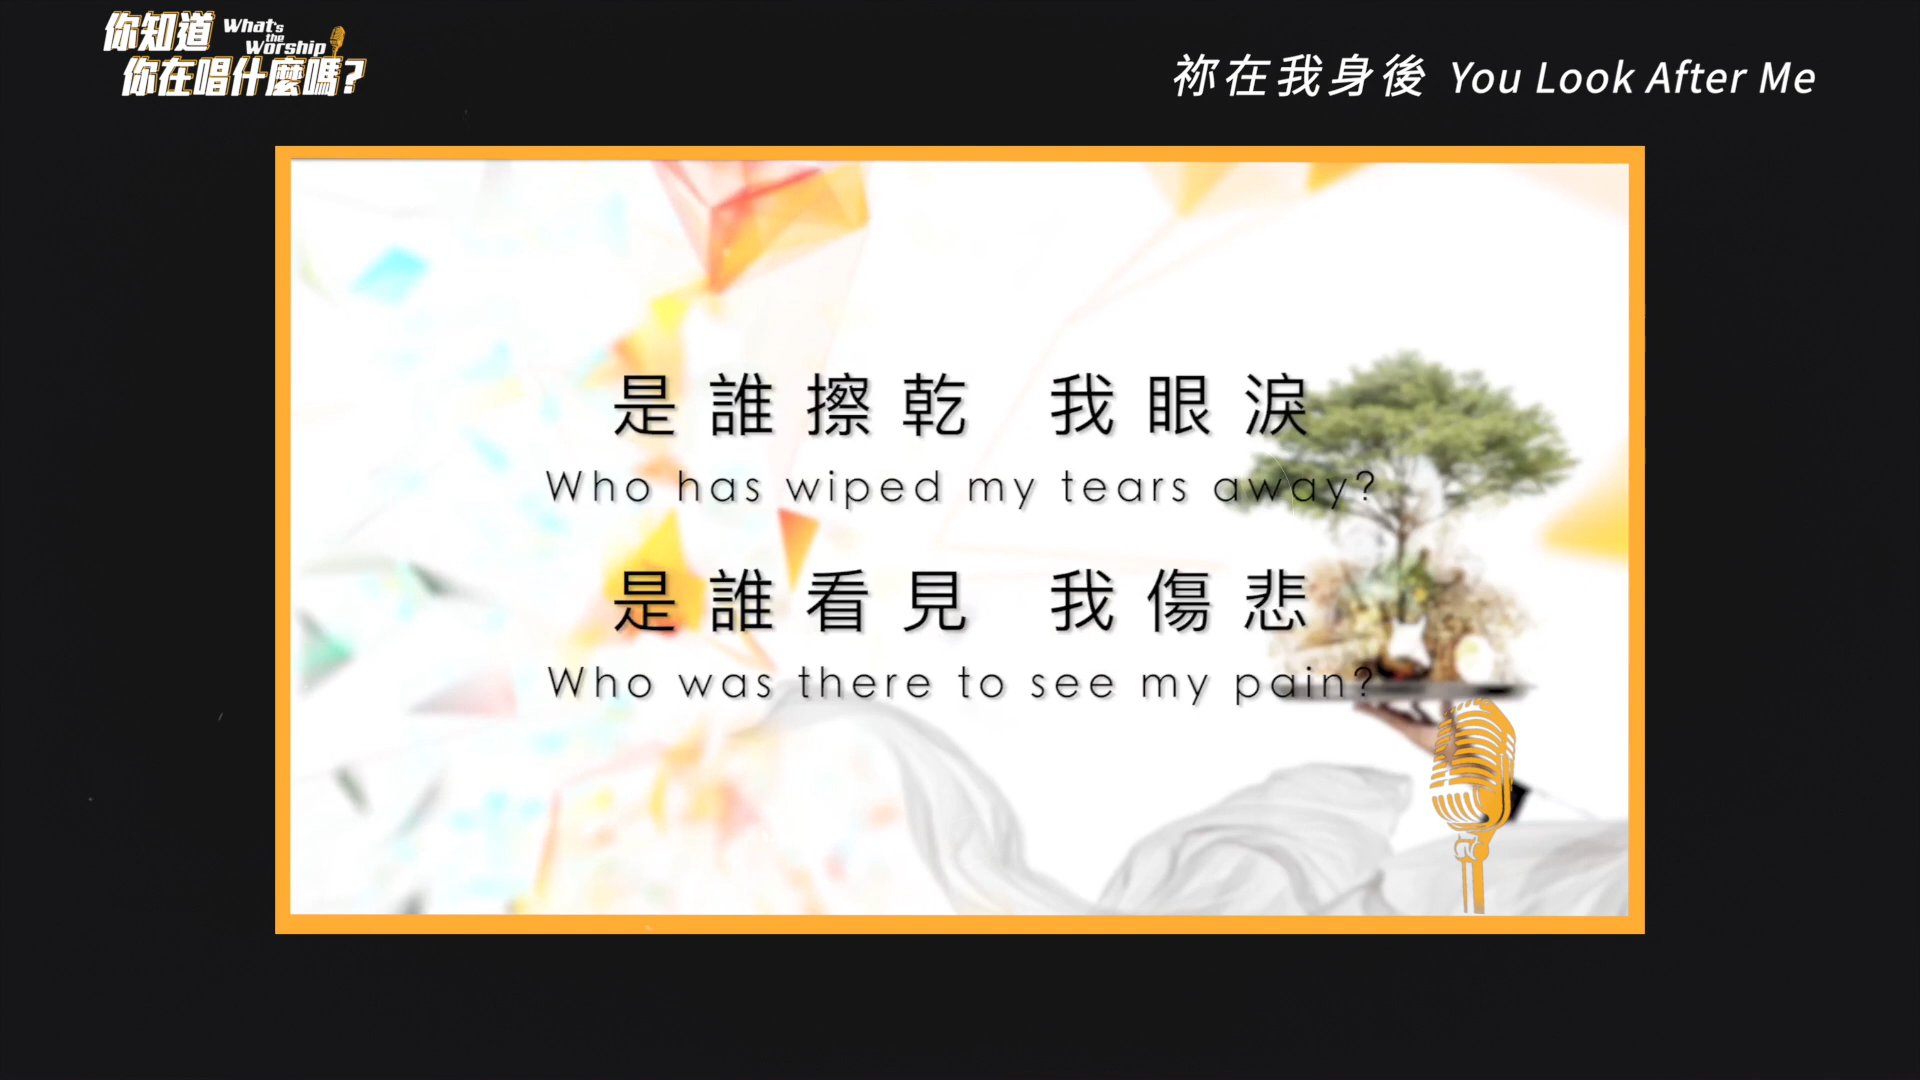 你知道 What's the Worship
你在唱什麼嗎?
祢在我身後 You Look After Me
是誰擦乾 我眼淚
Who has wiped my tears away?
是誰看見 我傷悲
Who was there to see my pain?